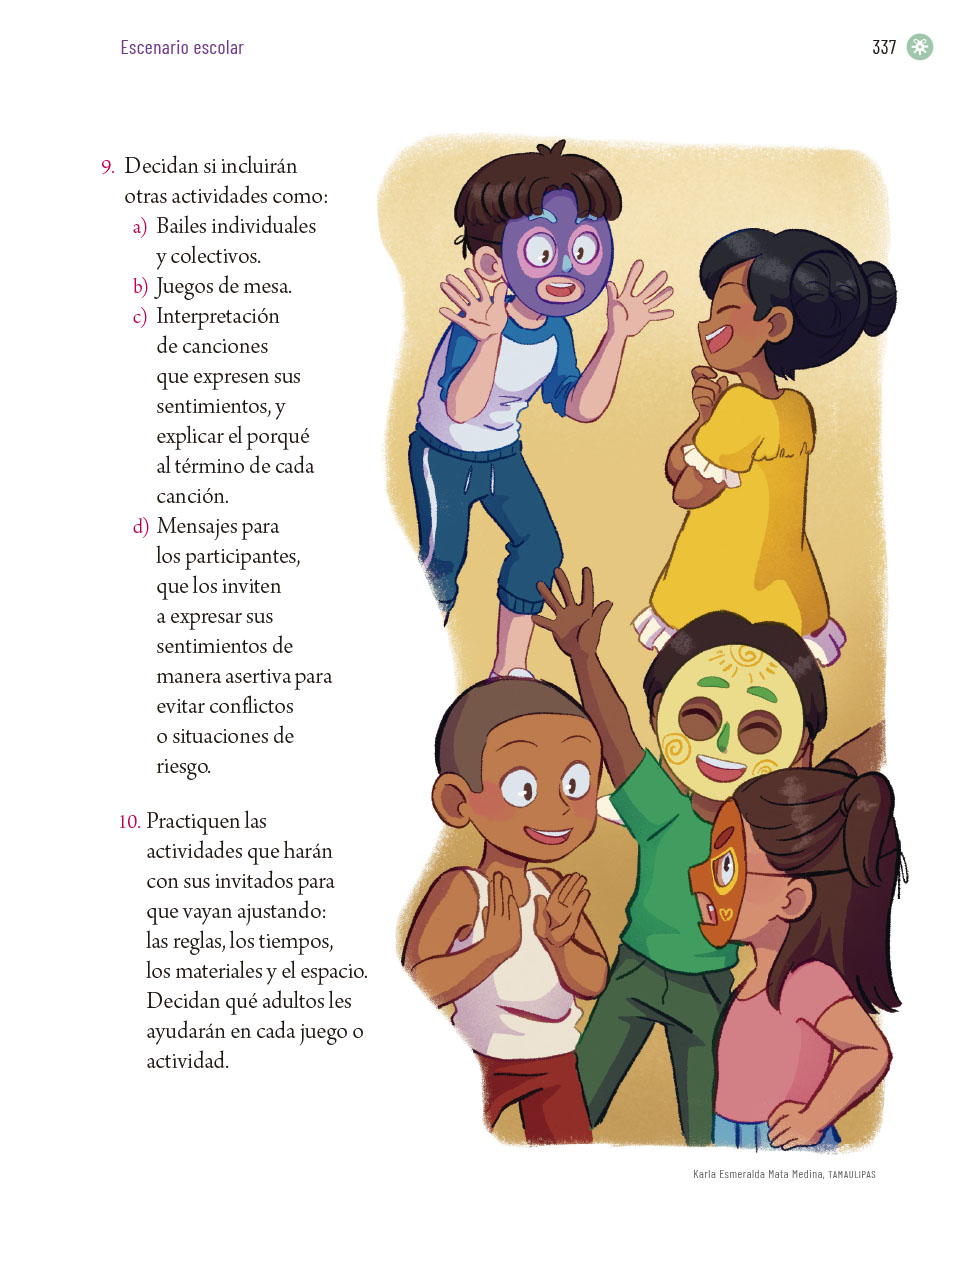 Escenario escolar
337
9. Decidan si incluirán
otras actividades como:
a) Bailes individuales
y colectivos.
b) Juegos de mesa.
c) Interpretación
de canciones
que expresen sus
sentimientos, y
explicar el porqué
al término de cada
canción.
d) Mensajes para
los participantes,
que los inviten
a expresar sus
sentimientos de
manera asertiva para
evitar conflictos
o situaciones de
riesgo.
10. Practiquen las
actividades que harán
con sus invitados para
que vayan ajustando:
las reglas, los tiempos,
los materiales y el espacio.
Decidan qué adultos les
ayudarán en cada juego o
actividad.
Karla Esmeralda Mata Medina, TAMAULIPAS